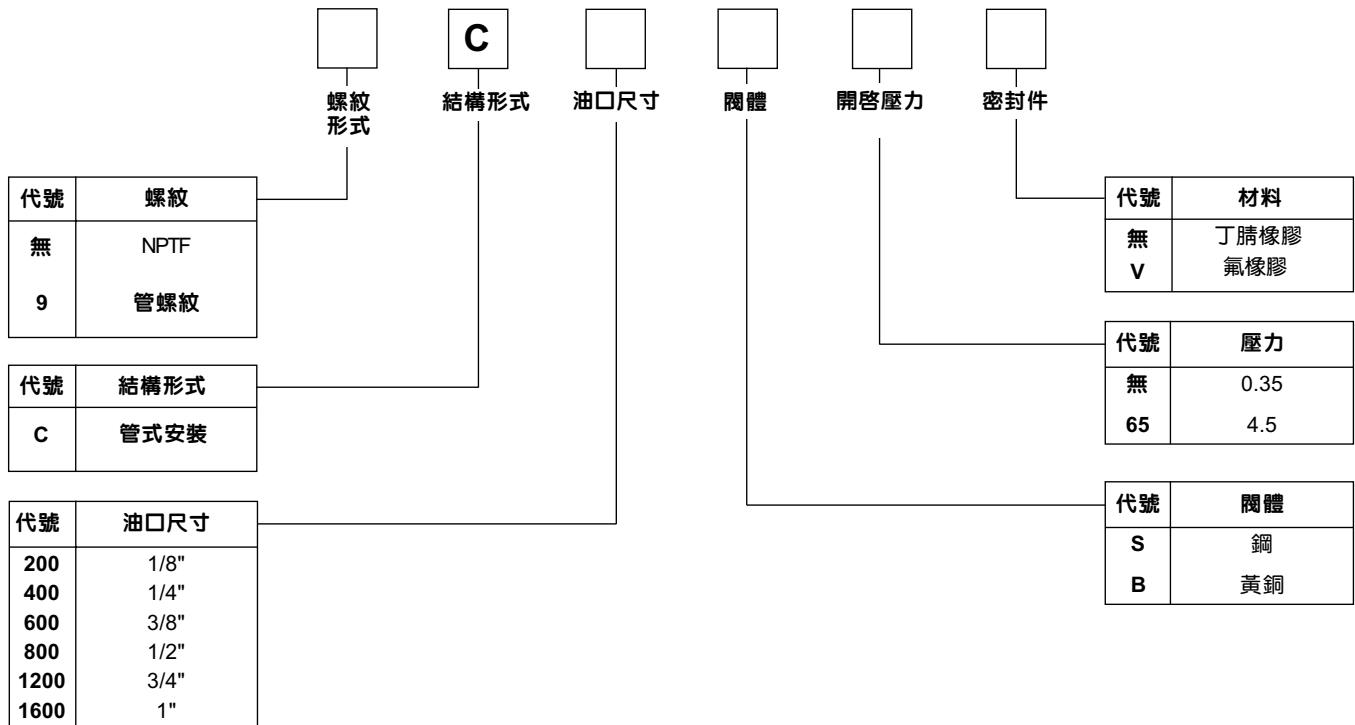 C
螺紋
形式
結構形式
油口尺寸
閥體
開啓壓力
密封件
代號 螺紋
無 NPTF
9 管螺紋
代號 結構形式
C 管式安裝
代號 油口尺寸
200 1/8"
400 1/4"
600 3/8"
800 1/2"
1200 3/4"
1600 1"
代號 材料
無 丁腈橡膠
V 氟橡膠
代號 壓力
無 0.35
65 4.5
代號 閥體
S 鋼
B 黃銅